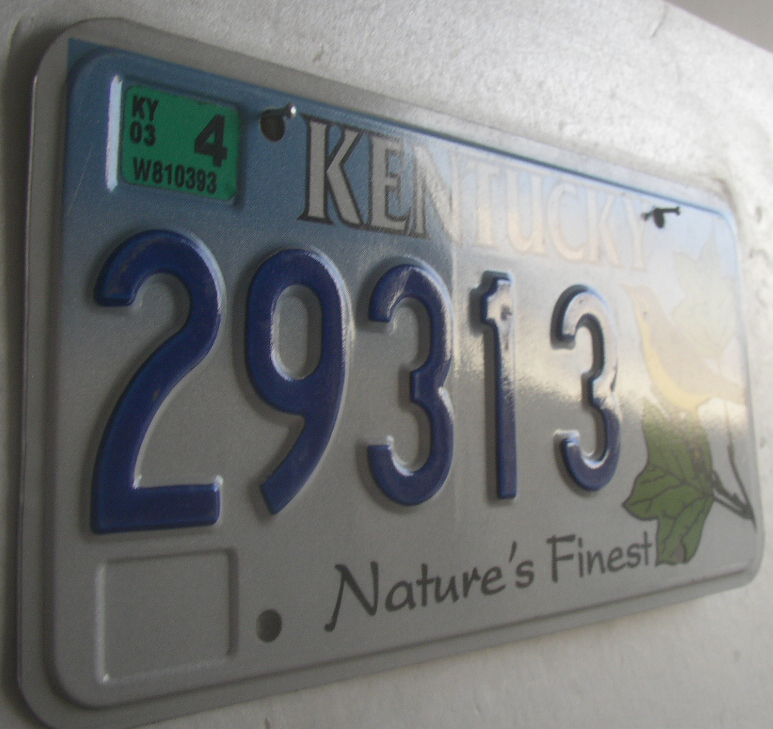 KY
03 4
W810393
KENTUCKY
29313
Nature's Finest